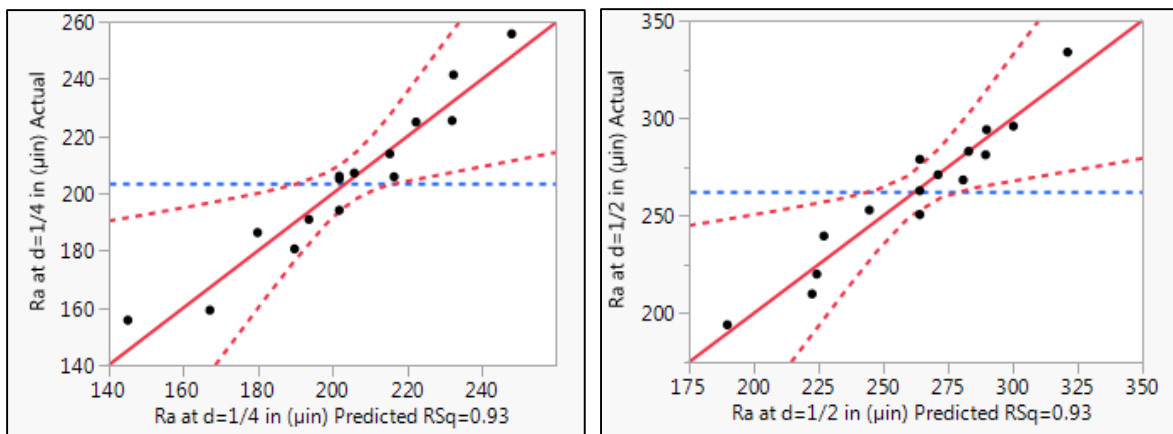 Ra at d=1/4 in (μin) Actual
260
240
220
200
180
160
140
140 160 180 200 220 240
Ra at d=1/4 in (μin) Predicted RSq=0.93
Ra at d=1/2 in (μin) Actual
350
300
250
200
175 200 225 250 275 300 325 350
Ra at d=1/2 in (μin) Predicted RSq=0.93